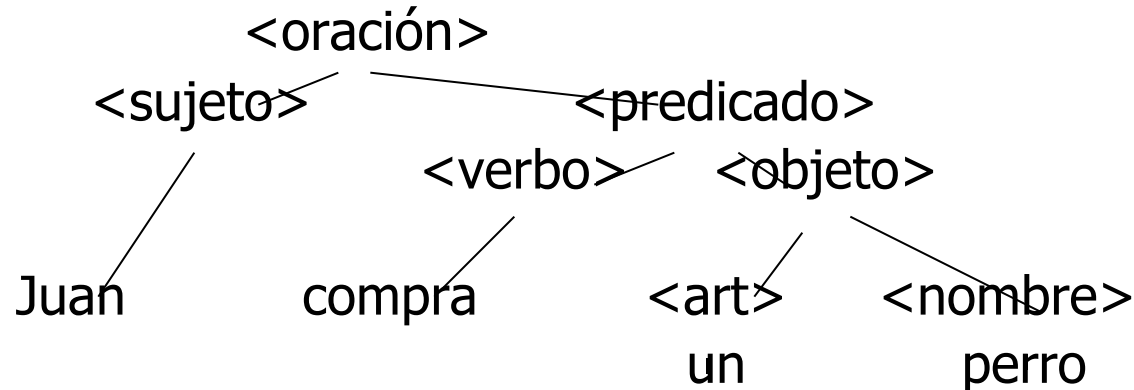 <oración>
<sujeto> <predicado>
<verbo> <objeto>
Juan compra <art> <nombre>
un perro